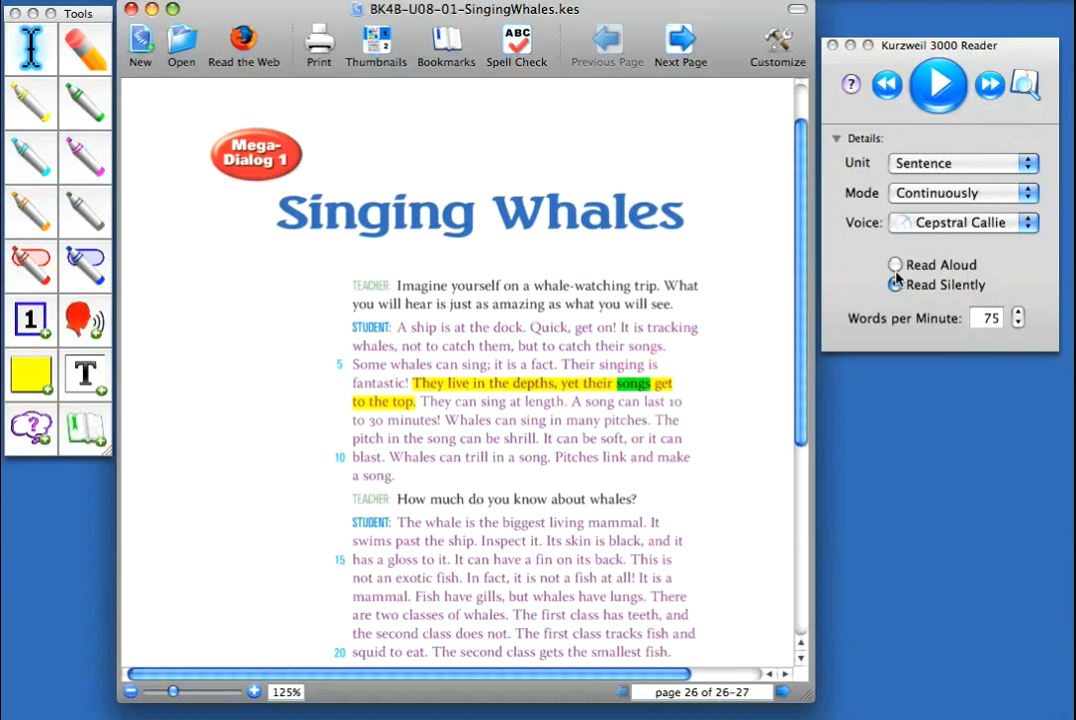 Tools
BK4B-U08-01-SingingWhales.kes
New
Open
Read the Web
Print
Thumbnails
Bookmarks
ABC
Spell Check
Previous Page
Next Page
Customize
Mega-
Dialog 1
Singing Whales
TEACHER: Imagine yourself on a whale-watching trip. What
you will hear is just as amazing as what you will see.
STUDENT: A ship is at the dock. Quick, get on! It is tracking
whales, not to catch them, but to catch their songs.
5 Some whales can sing; it is a fact. Their singing is
fantastic! They live in the depths, yet their songs get
to the top. They can sing at length. A song can last 10
to 30 minutes! Whales can sing in many pitches. The
pitch in the song can be shrill. It can be soft, or it can
10 blast. Whales can trill in a song. Pitches link and make
a song.
TEACHER: How much do you know about whales?
STUDENT: The whale is the biggest living mammal. It
swims past the ship. Inspect it. Its skin is black, and it
15 has a gloss to it. It can have a fin on its back. This is
not an exotic fish. In fact, it is not a fish at all! It is a
mammal. Fish have gills, but whales have lungs. There
are two classes of whales. The first class has teeth, and
the second class does not. The first class tracks fish and
20 squid to eat. The second class gets the smallest fish.
125%
page 26 of 26-27
Kurzweil 3000 Reader
?
Details:
Unit Sentence
Mode Continuously
Voice: Cepstral Callie
Read Aloud
Read Silently
Words per Minute: 75
1
T